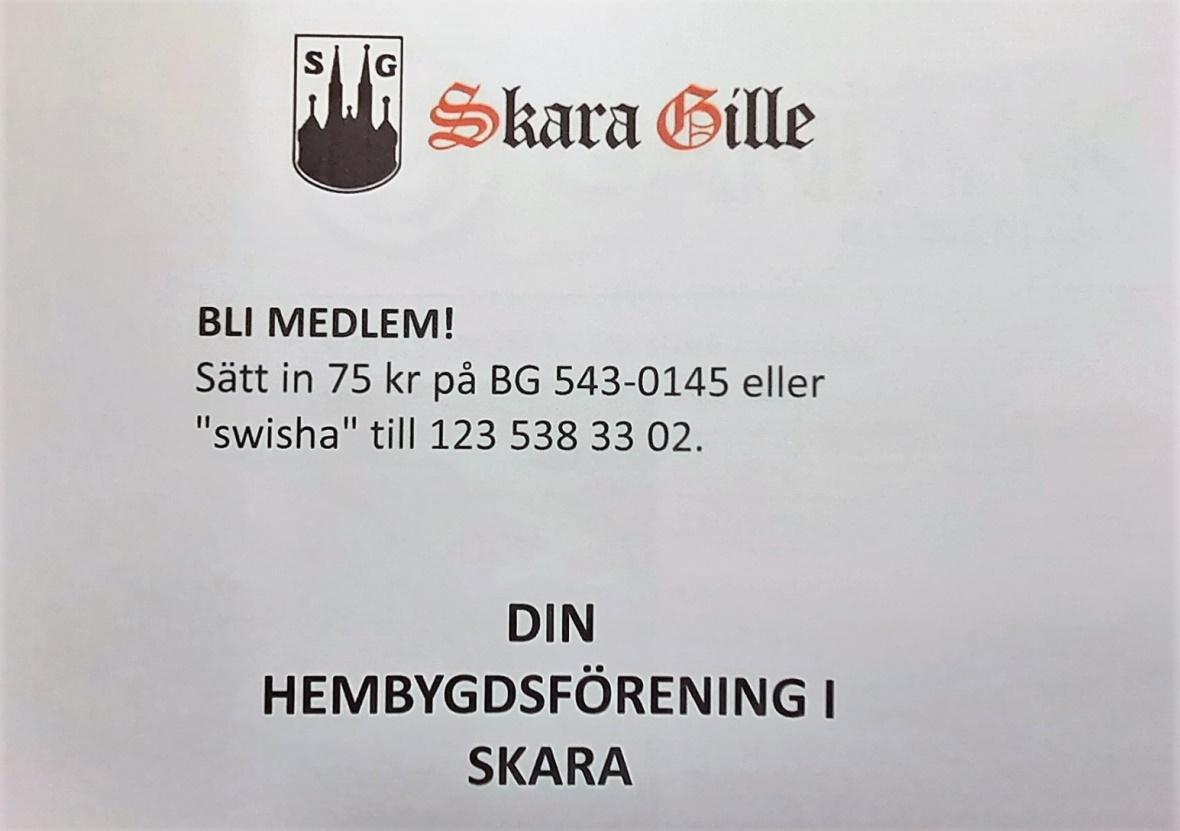 S G
Skara Gille
BLI MEDLEM!
Sätt in 75 kr på BG 543-0145 eller
"swisha" till 123 538 33 02.
DIN
HEMBYGDSFÖRENING I
SKARA